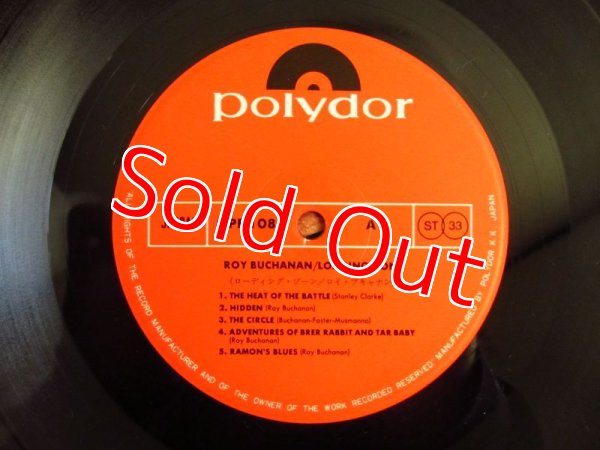 polydor
Sold Out
A
ST 33
ROY BUCHANAN/
(ローディング・ゾーン/ロイ・ブキャナン
1. THE HEAT OF THE BATTLE (Stanley Clarke)
2. HIDDEN (Roy Buchanan)
3. THE CIRCLE (Buchanan-Foster-Musmanno)
4. ADVENTURES OF BRER RABBIT AND TAR BABY
(Roy Buchanan)
5. RAMON'S BLUES (Roy Buchanan)
OF THE RECORD MANUFACTURER AND OF THE OWNER OF THE WORK RECORDED RESERVED MANUFACTURED BY POLYDOR K.K. JAPAN